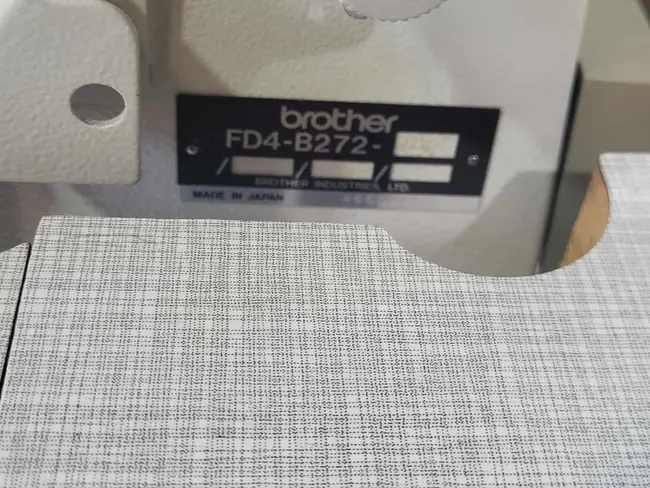 brother
FD4-B272-
/ / /
BROTHER INDUSTRIES, LTD.
MADE IN JAPAN